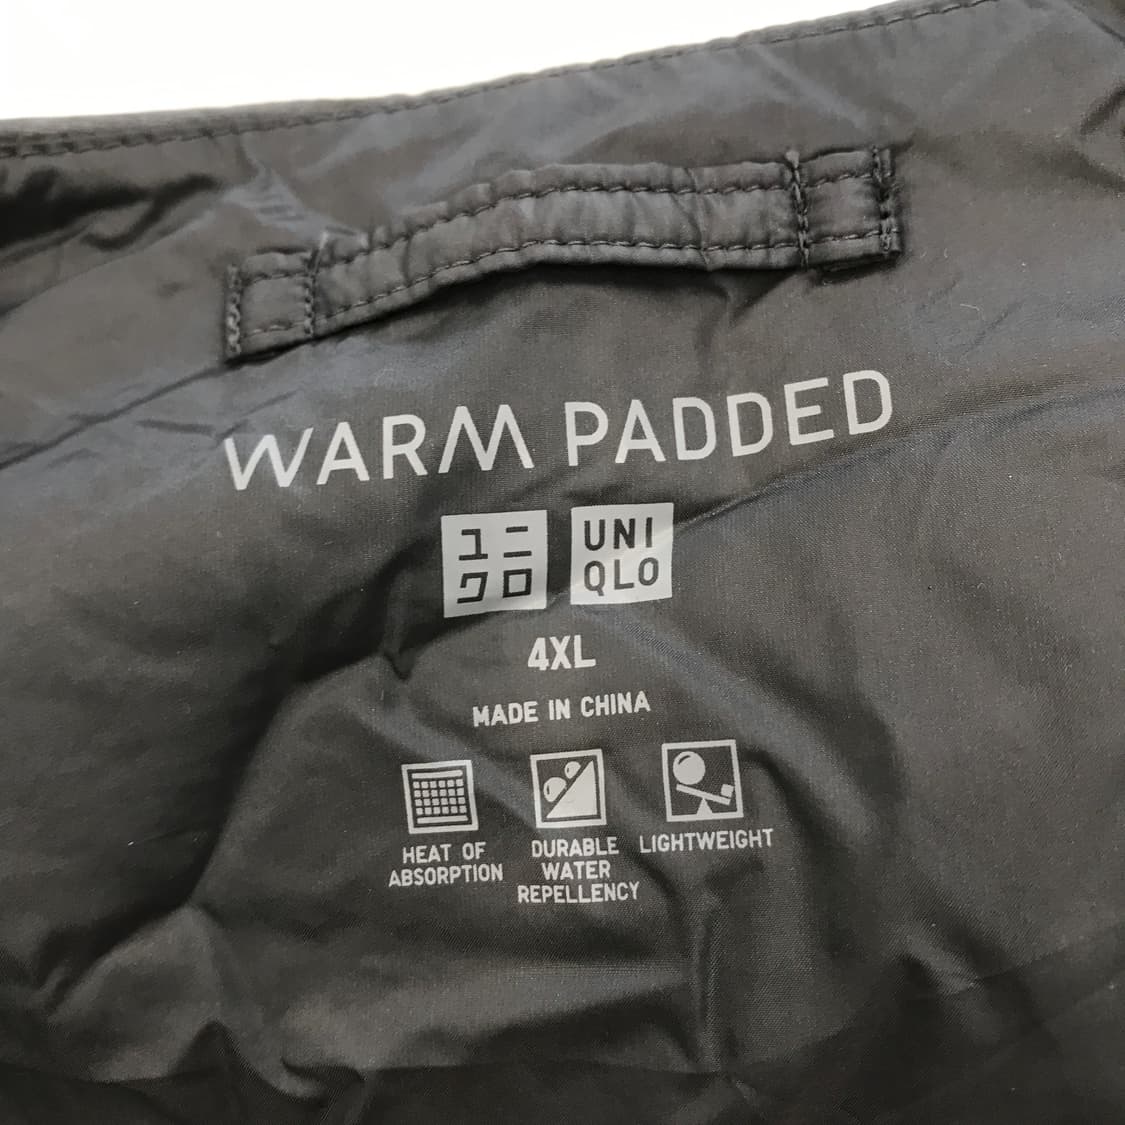 WARM PADDED
ユニ UNI
クロ QLO
4XL
MADE IN CHINA
HEAT OF
ABSORPTION
DURABLE
WATER
REPELLENCY
LIGHTWEIGHT